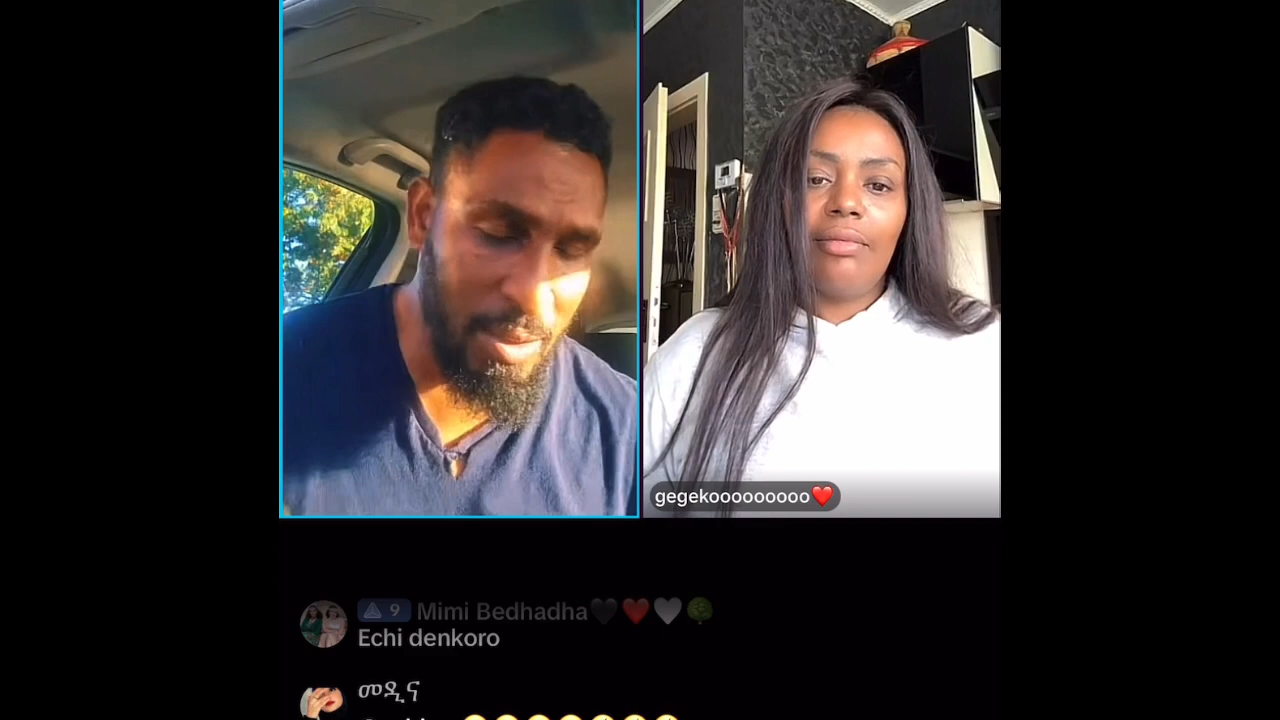 gegekooooooooo❤️
9 Mimi Bedhadha🖤❤️🤍🌳
Echi denkoro
መዲና